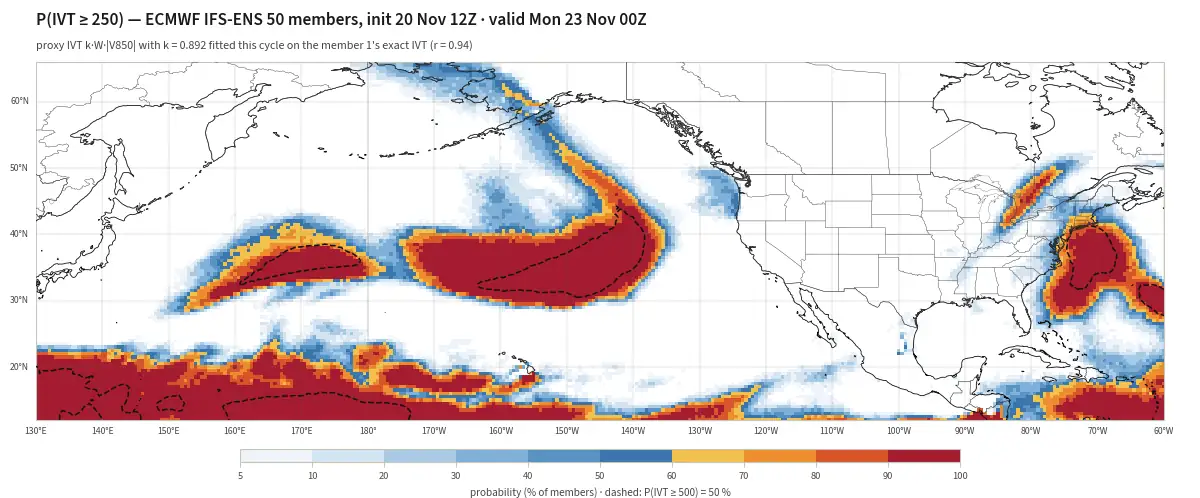 P(IVT ≥ 250) — ECMWF IFS-ENS 50 members, init 20 Nov 12Z · valid Mon 23 Nov 00Z
proxy IVT k·W·|V850| with k = 0.892 fitted this cycle on the member 1's exact IVT (r = 0.94)
60°N
50°N
40°N
30°N
20°N
130°E 140°E 150°E 160°E 170°E 180° 170°W 160°W 150°W 140°W 130°W 120°W 110°W 100°W 90°W 80°W 70°W 60°W
5 10 20 30 40 50 60 70 80 90 100
probability (% of members) · dashed: P(IVT ≥ 500) = 50 %